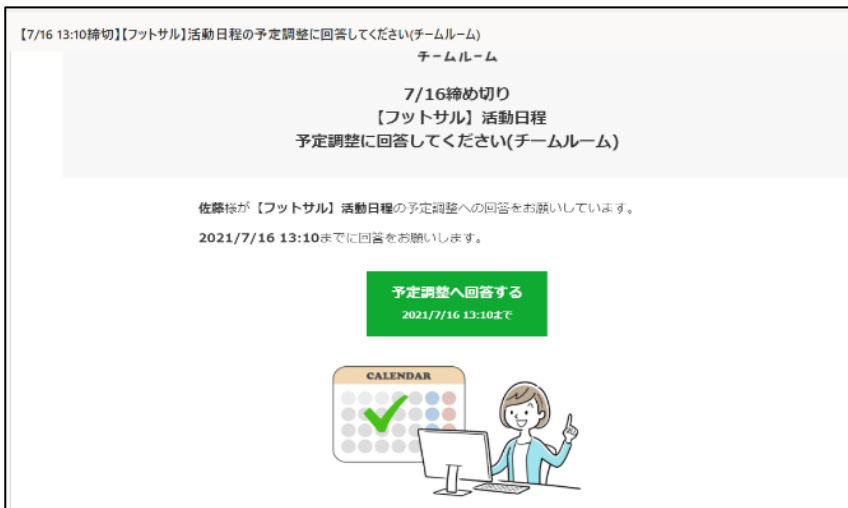 【7/16 13:10締切】【フットサル】活動日程の予定調整に回答してください(チームルーム)
チームルーム
7/16締め切り
【フットサル】活動日程
予定調整に回答してください(チームルーム)
佐藤様が【フットサル】活動日程の予定調整への回答をお願いしています。
2021/7/16 13:10までに回答をお願いします。
予定調整へ回答する
2021/7/16 13:10まで
CALENDAR